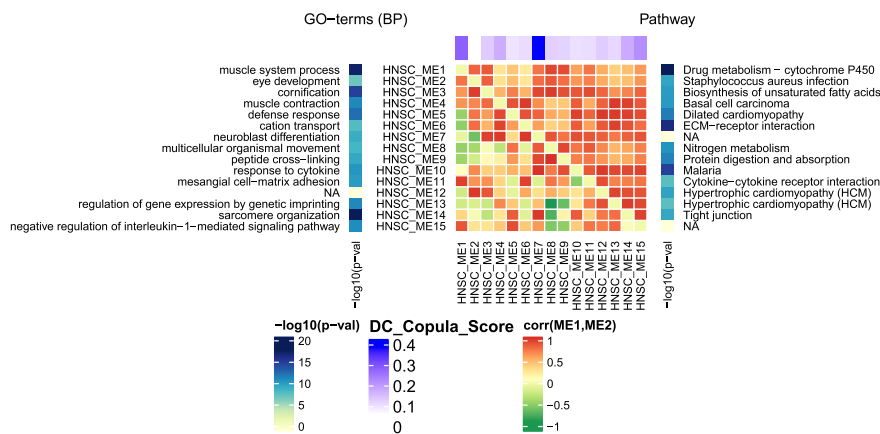 GO-terms (BP) Pathway
muscle system process HNSC_ME1 Drug metabolism − cytochrome P450
eye development HNSC_ME2 Staphylococcus aureus infection
cornification HNSC_ME3 Biosynthesis of unsaturated fatty acids
muscle contraction HNSC_ME4 Basal cell carcinoma
defense response HNSC_ME5 Dilated cardiomyopathy
cation transport HNSC_ME6 ECM−receptor interaction
neuroblast differentiation HNSC_ME7 NA
multicellular organismal movement HNSC_ME8 Nitrogen metabolism
peptide cross−linking HNSC_ME9 Protein digestion and absorption
response to cytokine HNSC_ME10 Malaria
mesangial cell−matrix adhesion HNSC_ME11 Cytokine−cytokine receptor interaction
NA HNSC_ME12 Hypertrophic cardiomyopathy (HCM)
regulation of gene expression by genetic imprinting HNSC_ME13 Hypertrophic cardiomyopathy (HCM)
sarcomere organization HNSC_ME14 Tight junction
negative regulation of interleukin−1−mediated signaling pathway HNSC_ME15 NA
−log10(p−val)
HNSC_ME1
HNSC_ME2
HNSC_ME3
HNSC_ME4
HNSC_ME5
HNSC_ME6
HNSC_ME7
HNSC_ME8
HNSC_ME9
HNSC_ME10
HNSC_ME11
HNSC_ME12
HNSC_ME13
HNSC_ME14
HNSC_ME15
−log10(p−val)
−log10(p−val) DC_Copula_Score corr(ME1,ME2)
20
15
10
5
0
0.4
0.3
0.2
0.1
0
1
0.5
0
−0.5
−1